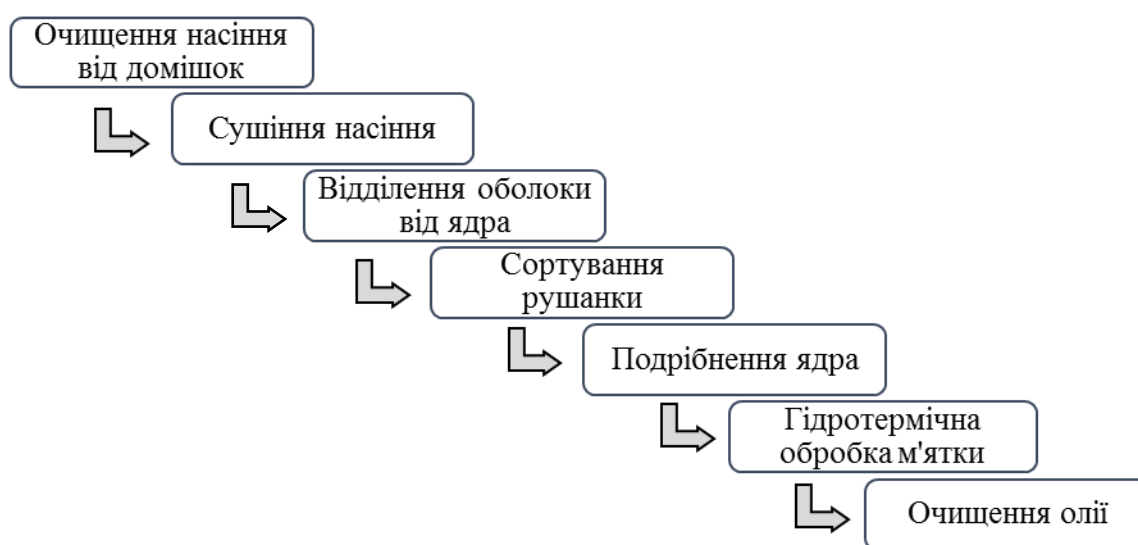 Очищення насіння
від домішок
Сушіння насіння
Відділення оболоки
від ядра
Сортування
рушанки
Подрібнення ядра
Гідротермічна
обробка м'ятки
Очищення олії